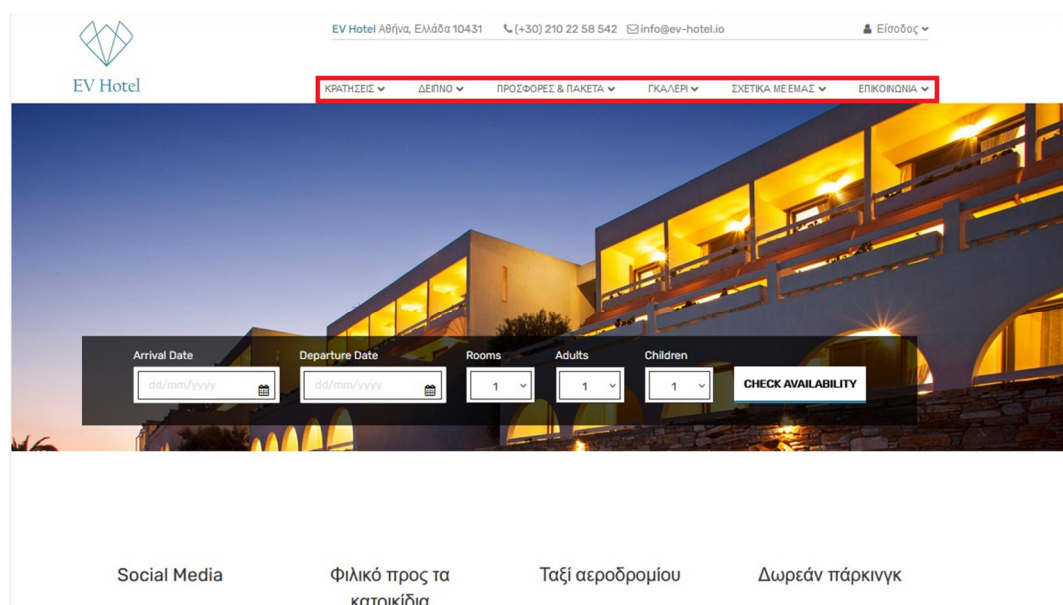 EV Hotel Αθήνα, Ελλάδα 10431 (+30) 210 22 58 542 info@ev-hotel.io Είσοδος
EV Hotel
ΚΡΑΤΗΣΕΙΣ ΔΕΙΠΝΟ ΠΡΟΣΦΟΡΕΣ & ΠΑΚΕΤΑ ΓΚΑΛΕΡΙ ΣΧΕΤΙΚΑ ΜΕ ΕΜΑΣ ΕΠΙΚΟΙΝΩΝΙΑ
Arrival Date Departure Date Rooms Adults Children
dd/mm/yyyy dd/mm/yyyy 1 1 1 CHECK AVAILABILITY
Social Media Φιλικό προς τα Ταξί αεροδρομίου Δωρεάν πάρκινγκ
κατοικίδια